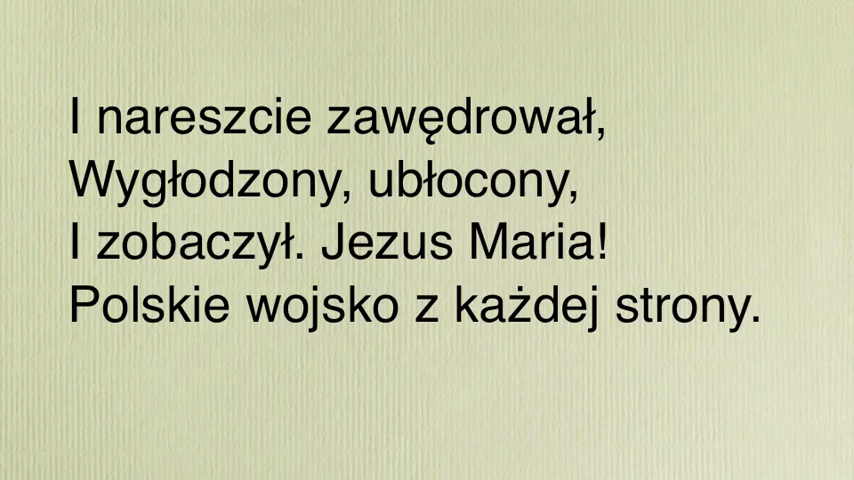 I nareszcie zawędrował,
Wygłodzony, ubłocony,
I zobaczył. Jezus Maria!
Polskie wojsko z każdej strony.